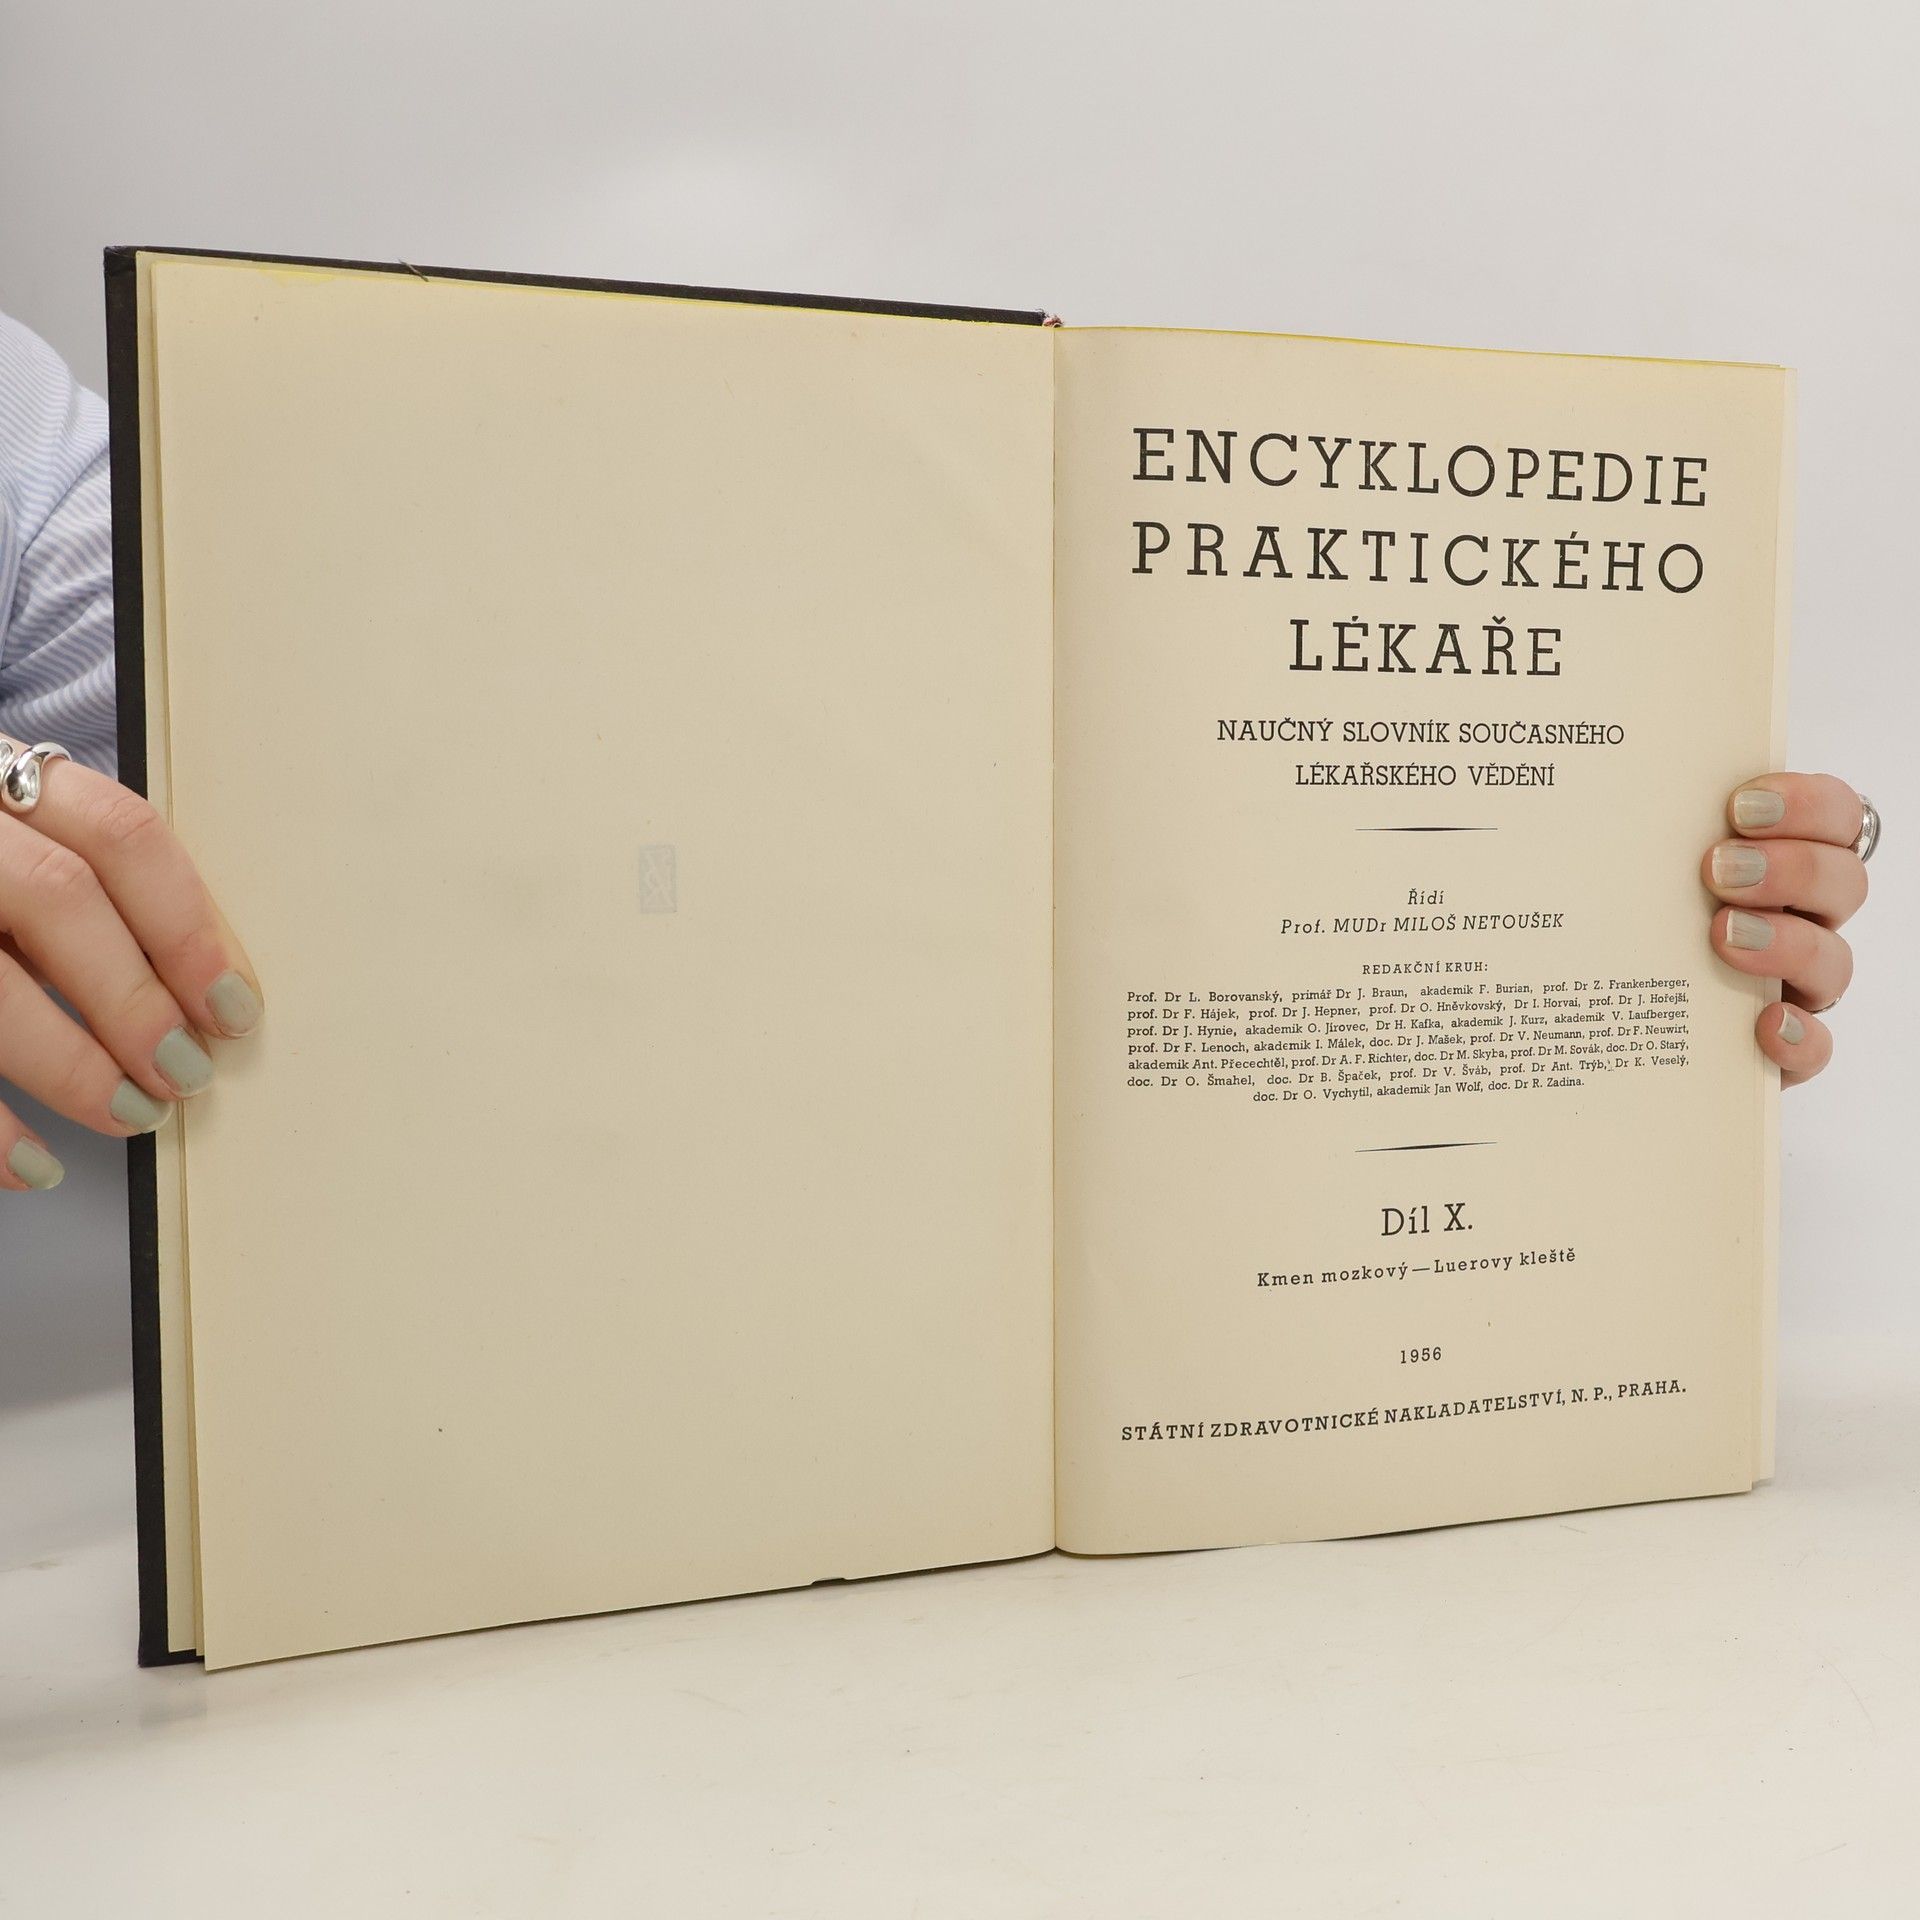 ENCYKLOPEDIE
PRAKTICKÉHO
LÉKAŘE
NAUČNÝ SLOVNÍK SOUČASNÉHO
LÉKAŘSKÉHO VĚDĚNÍ
Řídí
Prof. MUDr MILOŠ NETOUŠEK
REDAKČNÍ KRUH:
Prof. Dr L. Borovanský, primář Dr J. Braun, akademik F. Burian, prof. Dr Z. Frankenberger,
prof. Dr F. Hájek, prof. Dr J. Hepner, prof. Dr O. Hněvkovský, Dr I. Horvai, prof. Dr J. Hořejší,
prof. Dr J. Hynie, akademik O. Jírovec, Dr H. Kafka, akademik J. Kurz, akademik V. Laufberger,
prof. Dr F. Lenoch, akademik I. Málek, doc. Dr J. Mašek, prof. Dr V. Neumann, prof. Dr F. Neuwirt,
akademik Ant. Přecechtěl, prof. Dr A. F. Richter, doc. Dr M. Skyba, prof. Dr M. Sovák, doc. Dr O. Starý,
doc. Dr O. Šmahel, doc. Dr B. Špaček, prof. Dr V. Šváb, prof. Dr Ant. Trýb, Dr K. Veselý,
doc. Dr O. Vychytil, akademik Jan Wolf, doc. Dr R. Zadina.
Díl X.
Kmen mozkový — Luerovy kleště
1956
STÁTNÍ ZDRAVOTNICKÉ NAKLADATELSTVÍ, N. P., PRAHA.